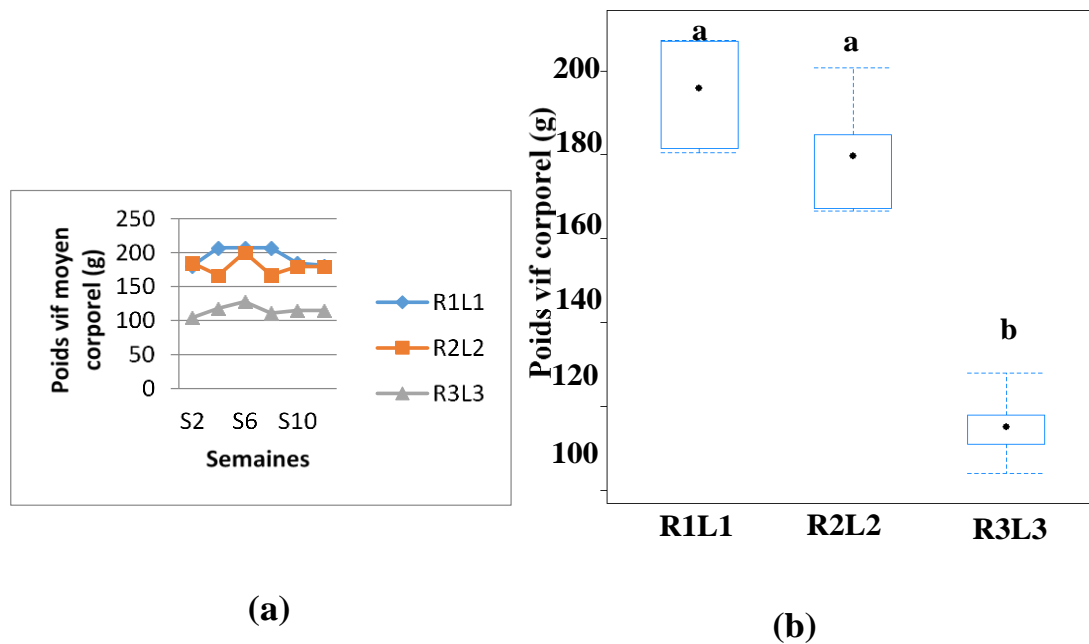 Poids vif moyen
corporel (g)
250
200
150
100
50
0
S2 S6 S10
Semaines
R1L1
R2L2
R3L3
(a)
Poids vif corporel (g)
200
180
160
140
120
100
a
a
b
R1L1 R2L2 R3L3
(b)